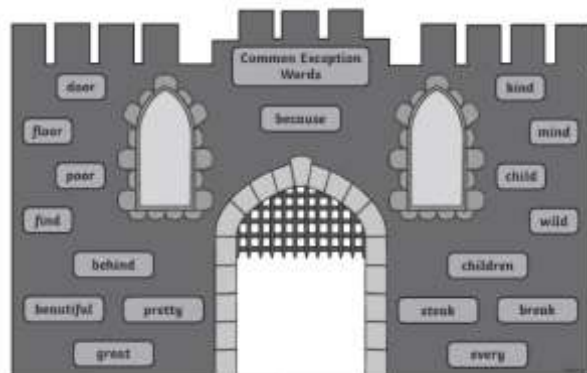 Common Exception
Words
because
door
floor
poor
find
behind
beautiful
pretty
great
kind
mind
child
wild
children
steak
break
every